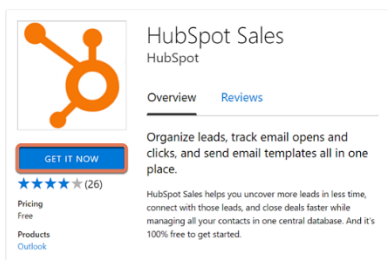 HubSpot Sales
HubSpot
Overview Reviews
GET IT NOW
(26)
Pricing
Free
Products
Outlook
Organize leads, track email opens and
clicks, and send email templates all in one
place.
HubSpot Sales helps you uncover more leads in less time,
connect with those leads, and close deals faster while
managing all your contacts in one central database. And it's
100% free to get started.